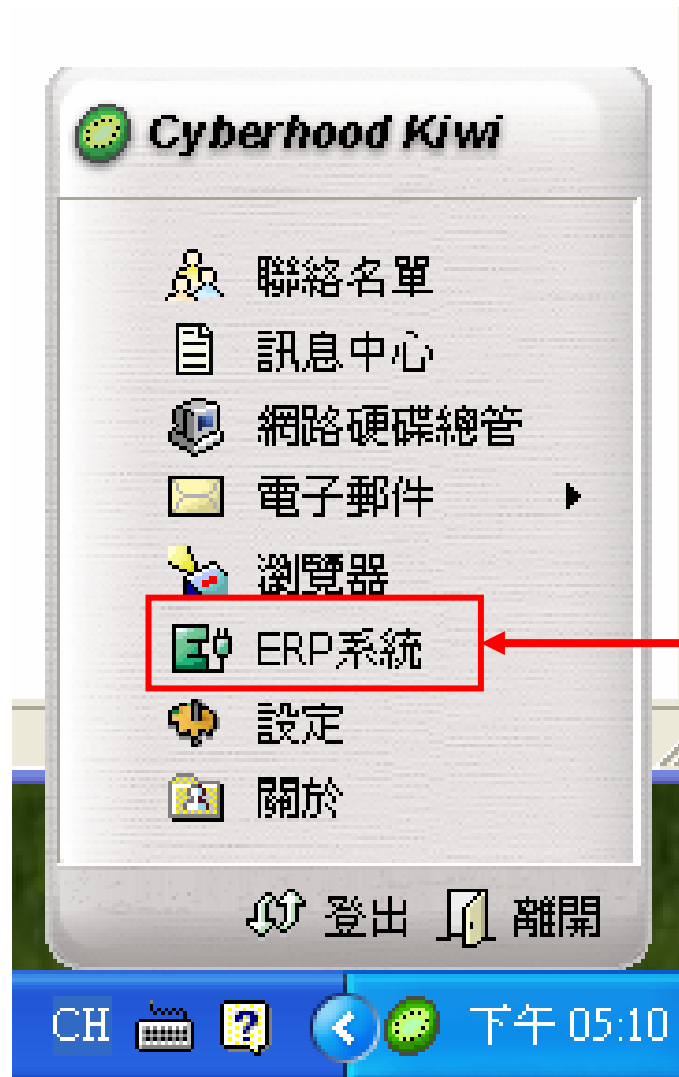 Cyberhood Kiwi
聯絡名單
訊息中心
網路硬碟總管
電子郵件
瀏覽器
ERP系統
設定
關於
登出 離開
CH 下午 05:10